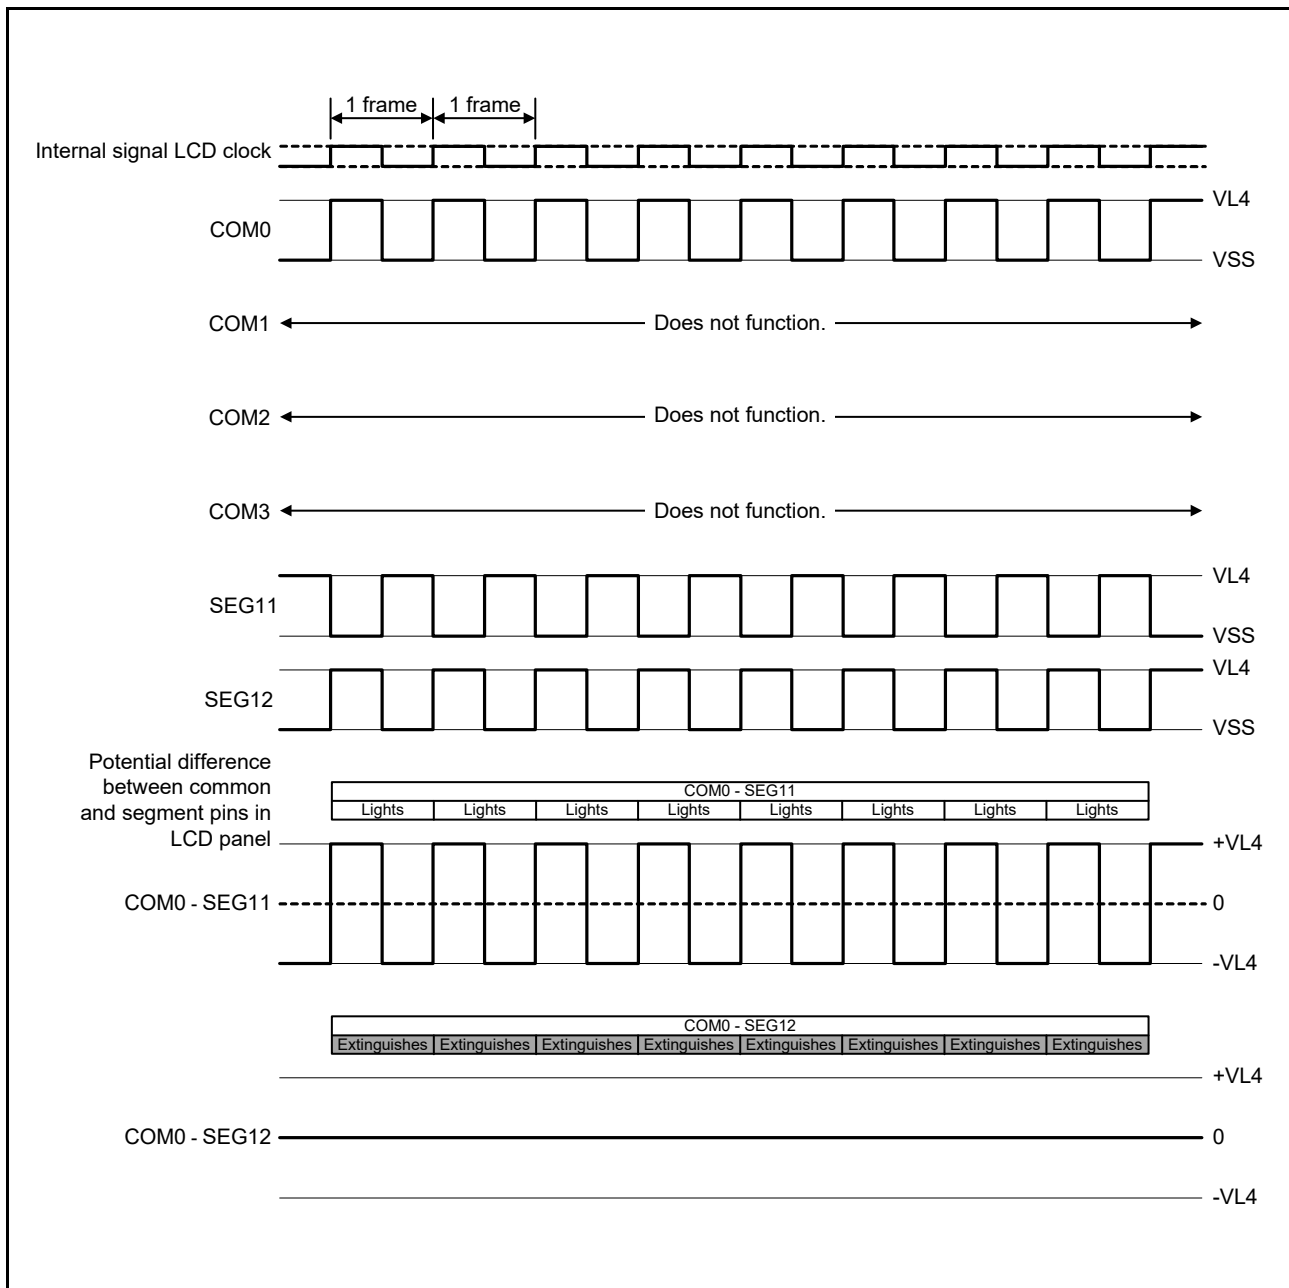 1 frame 1 frame
Internal signal LCD clock
VL4
COM0
VSS
COM1 Does not function.
COM2 Does not function.
COM3 Does not function.
VL4
SEG11
VSS
VL4
SEG12
VSS
Potential difference
between common
and segment pins in
LCD panel
COM0 - SEG11
Lights Lights Lights Lights Lights Lights Lights Lights
+VL4
COM0 - SEG11 0
-VL4
COM0 - SEG12
Extinguishes Extinguishes Extinguishes Extinguishes Extinguishes Extinguishes Extinguishes Extinguishes
+VL4
COM0 - SEG12 0
-VL4